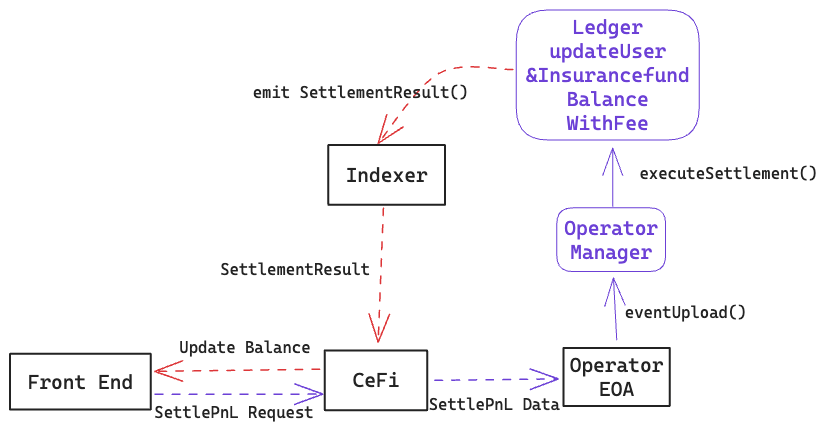 Ledger
updateUser
&Insurancefund
Balance
WithFee
emit SettlementResult()
Indexer
executeSettlement()
Operator
Manager
SettlementResult
eventUpload()
Update Balance
Front End
CeFi
Operator
EOA
SettlePnL Request
SettlePnL Data